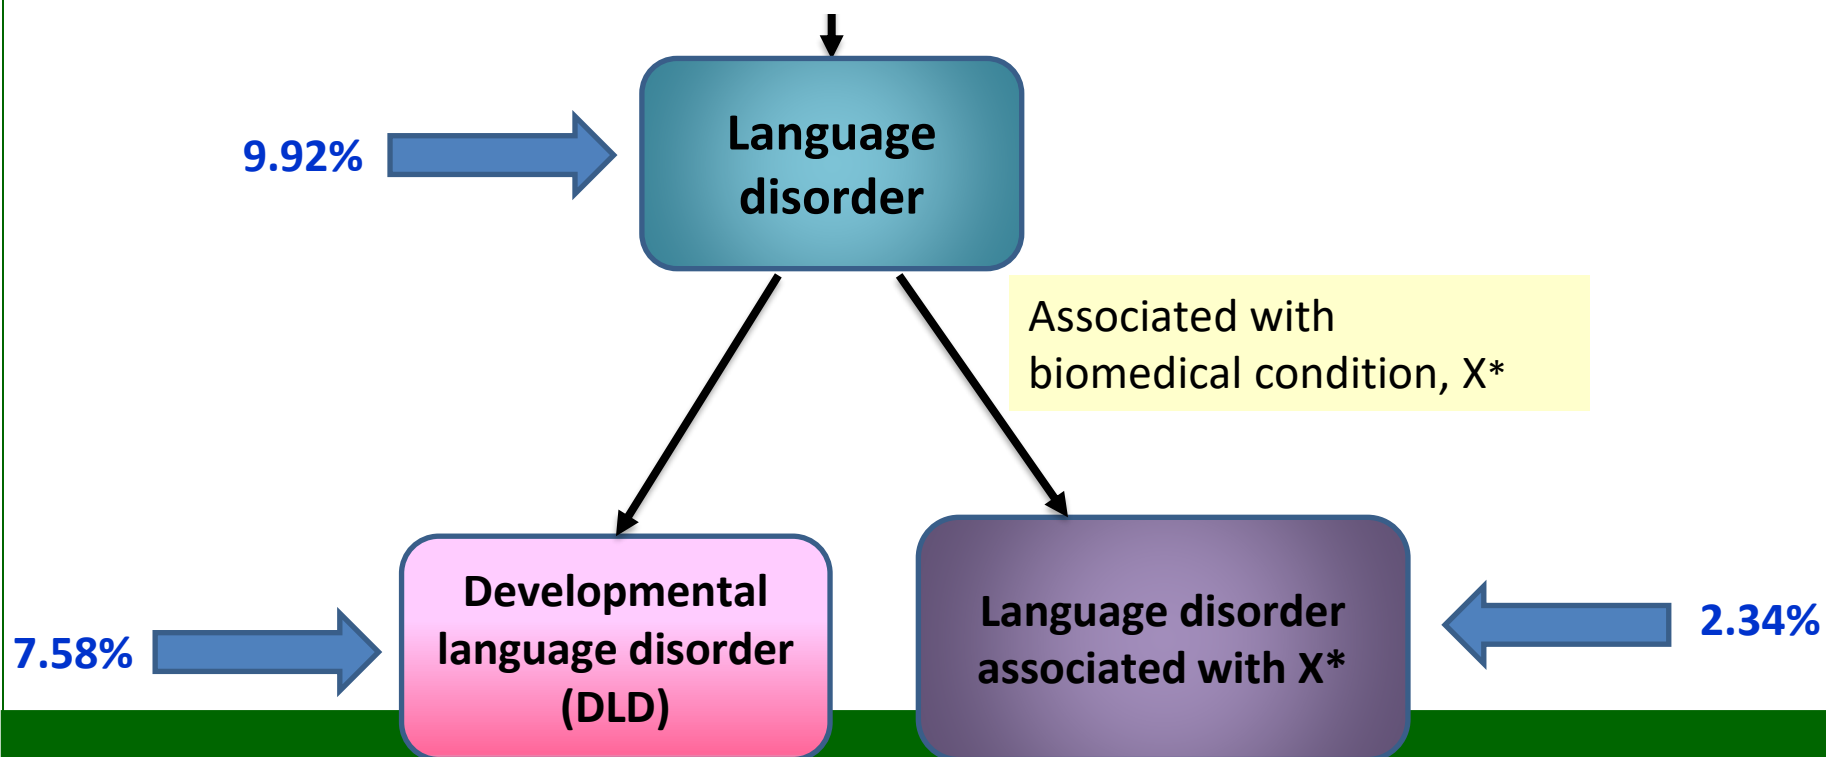 Language
disorder
9.92%
Associated with
biomedical condition, X*
Developmental
language disorder
(DLD)
7.58%
Language disorder
associated with X*
2.34%